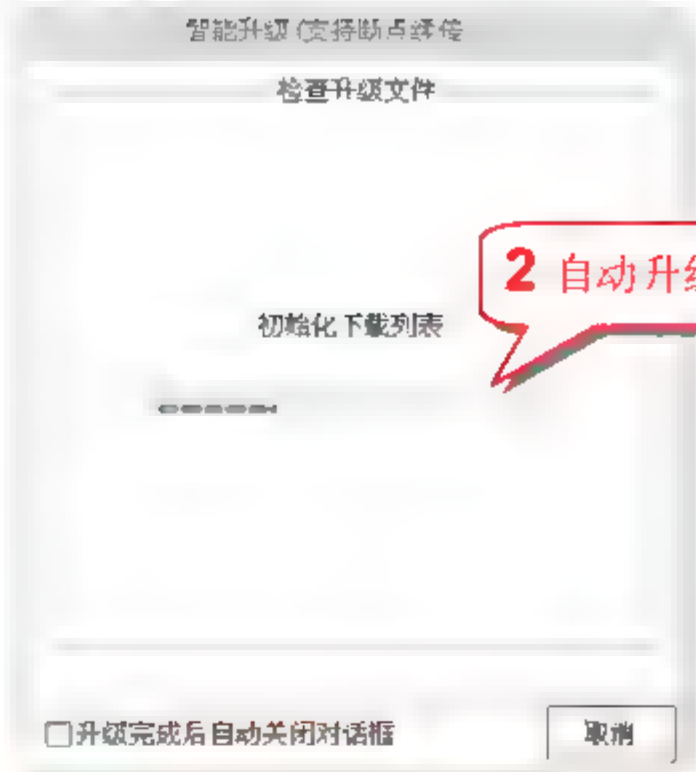 智能升级(支持断点续传
检查升级文件
2 自动升级
初始化下载列表
升级完成后自动关闭对话框
取消